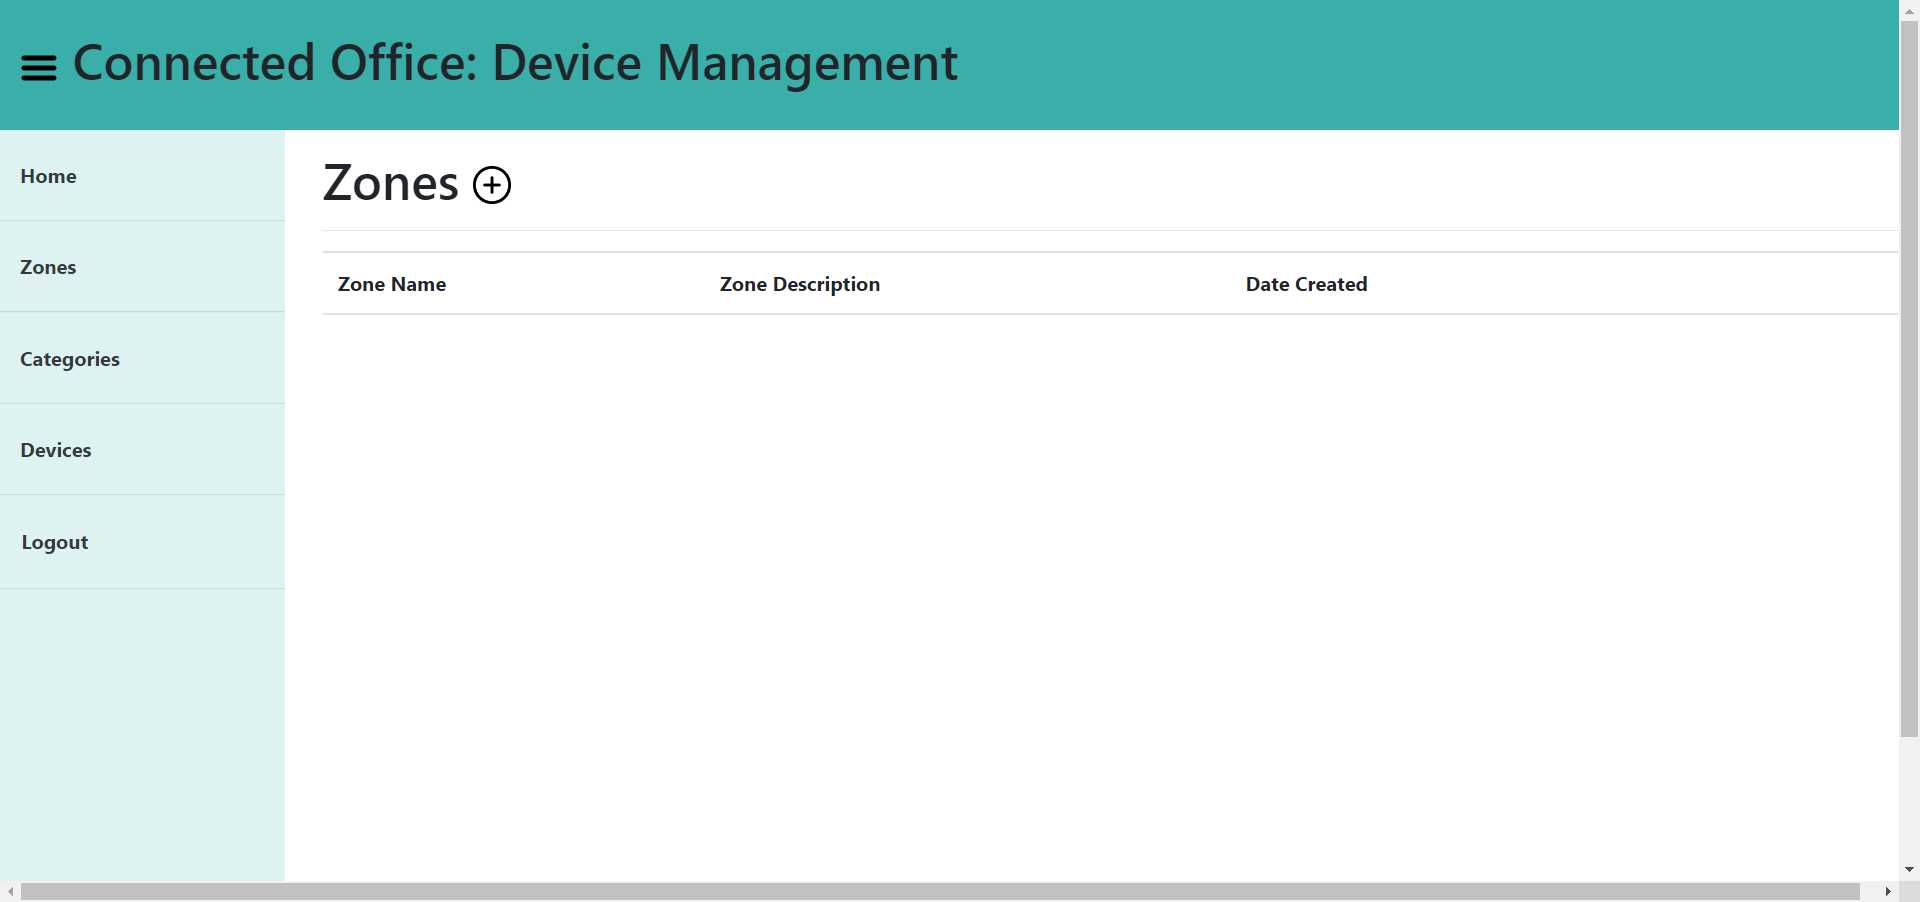 Connected Office: Device Management
Home
Zones
Categories
Devices
Logout
Zones
Zone Name Zone Description Date Created